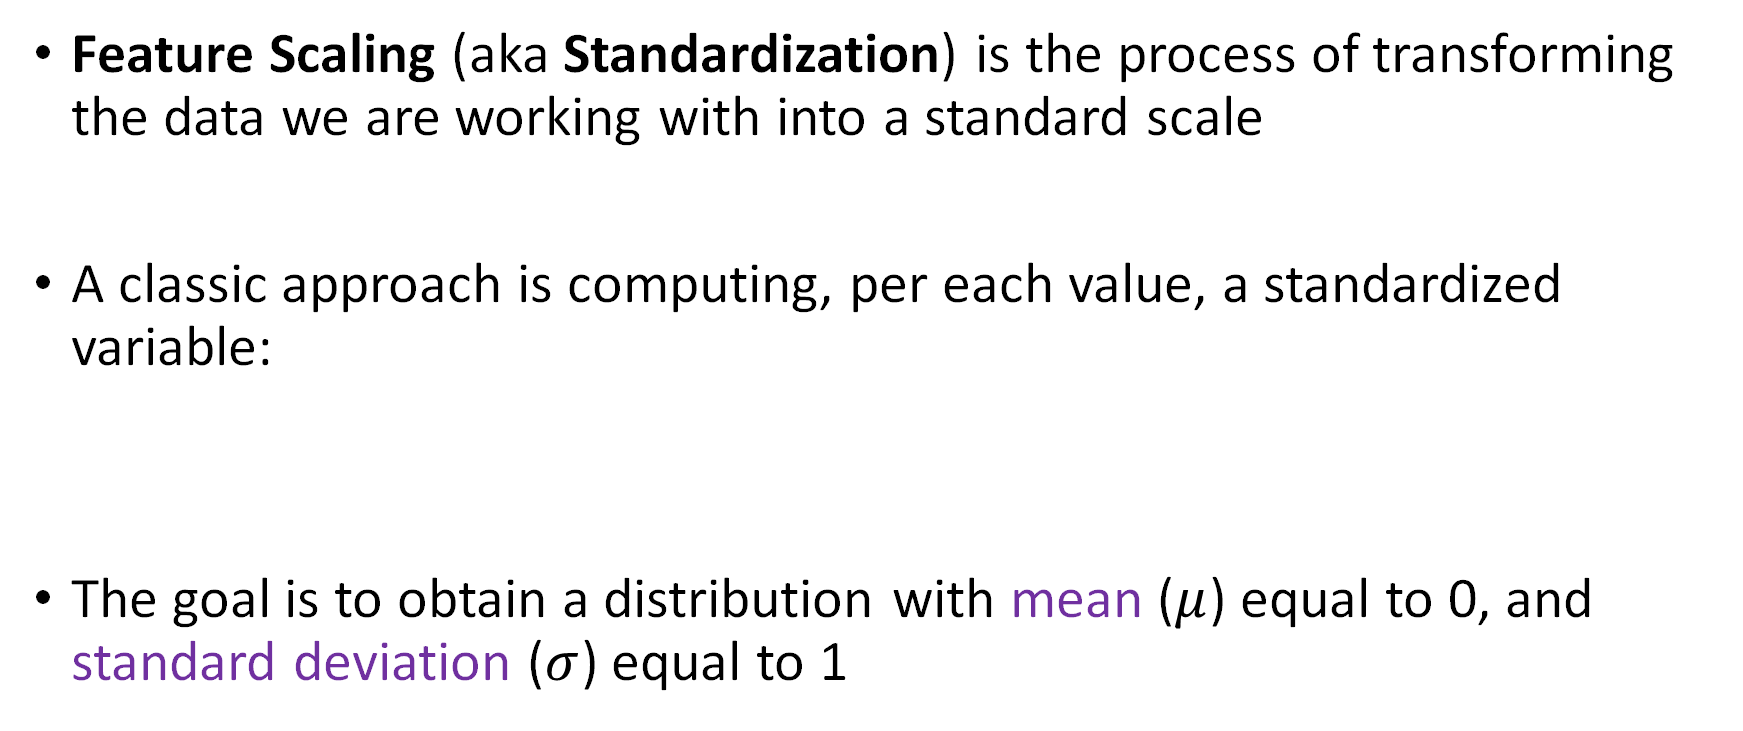 • Feature Scaling (aka Standardization) is the process of transforming
the data we are working with into a standard scale
• A classic approach is computing, per each value, a standardized
variable:
• The goal is to obtain a distribution with mean (μ) equal to 0, and
standard deviation (σ) equal to 1